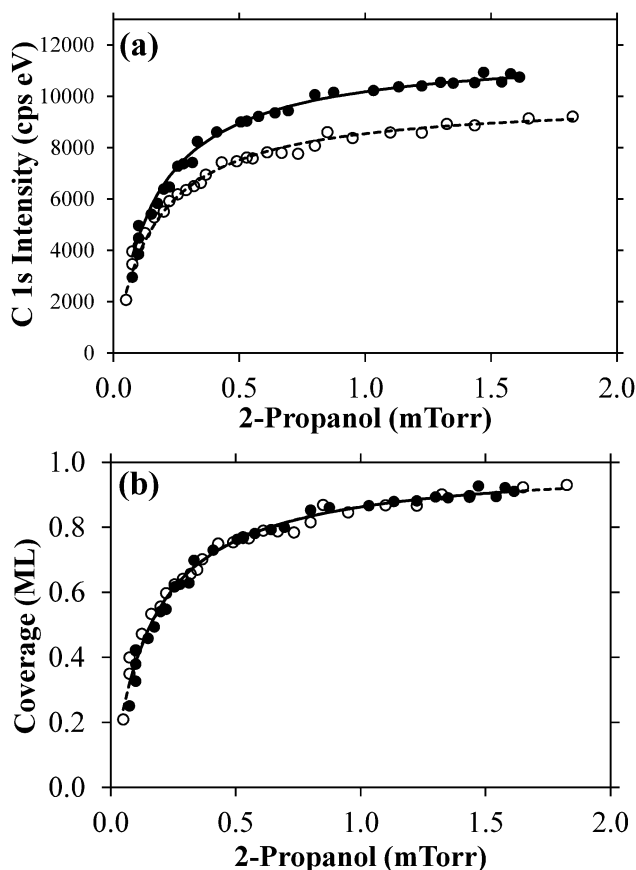 (a)
C 1s Intensity (cps eV)
12000
10000
8000
6000
4000
2000
0
0.0 0.5 1.0 1.5 2.0
2-Propanol (mTorr)
(b)
Coverage (ML)
1.0
0.8
0.6
0.4
0.2
0.0
0.0 0.5 1.0 1.5 2.0
2-Propanol (mTorr)